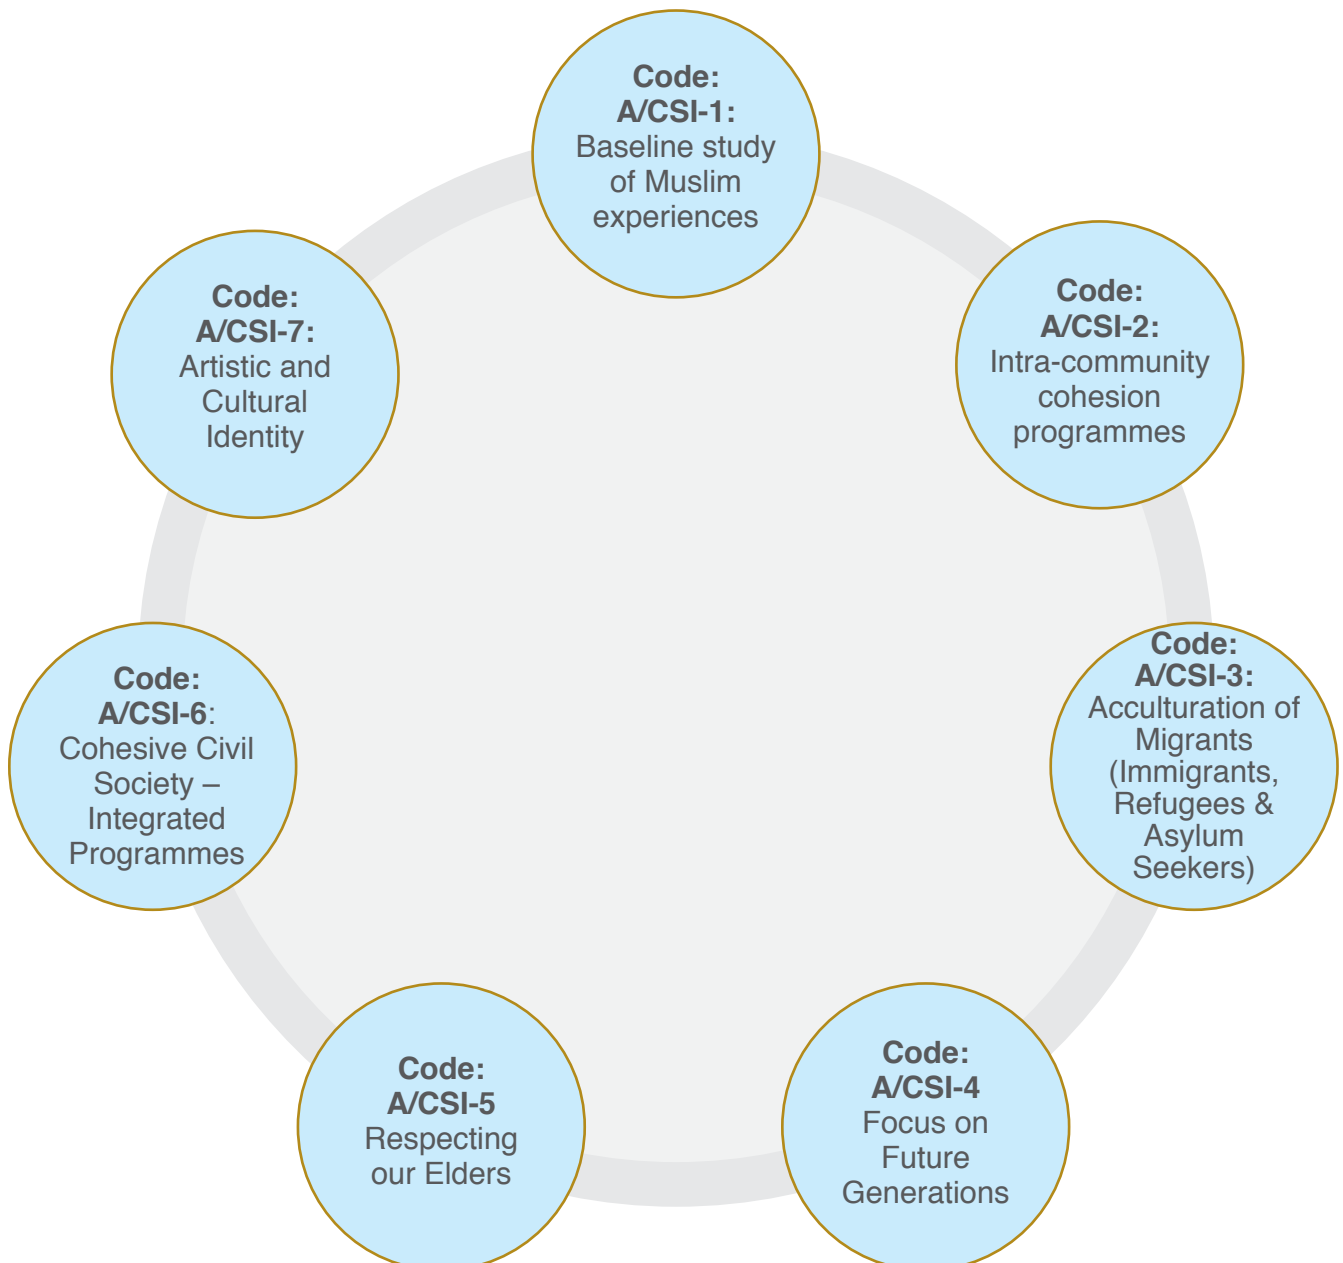 Code:
A/CSI-1:
Baseline study
of Muslim
experiences
Code:
A/CSI-2:
Intra-community
cohesion
programmes
Code:
A/CSI-3:
Acculturation of
Migrants
(Immigrants,
Refugees &
Asylum
Seekers)
Code:
A/CSI-4
Focus on
Future
Generations
Code:
A/CSI-5
Respecting
our Elders
Code:
A/CSI-6:
Cohesive Civil
Society –
Integrated
Programmes
Code:
A/CSI-7:
Artistic and
Cultural
Identity